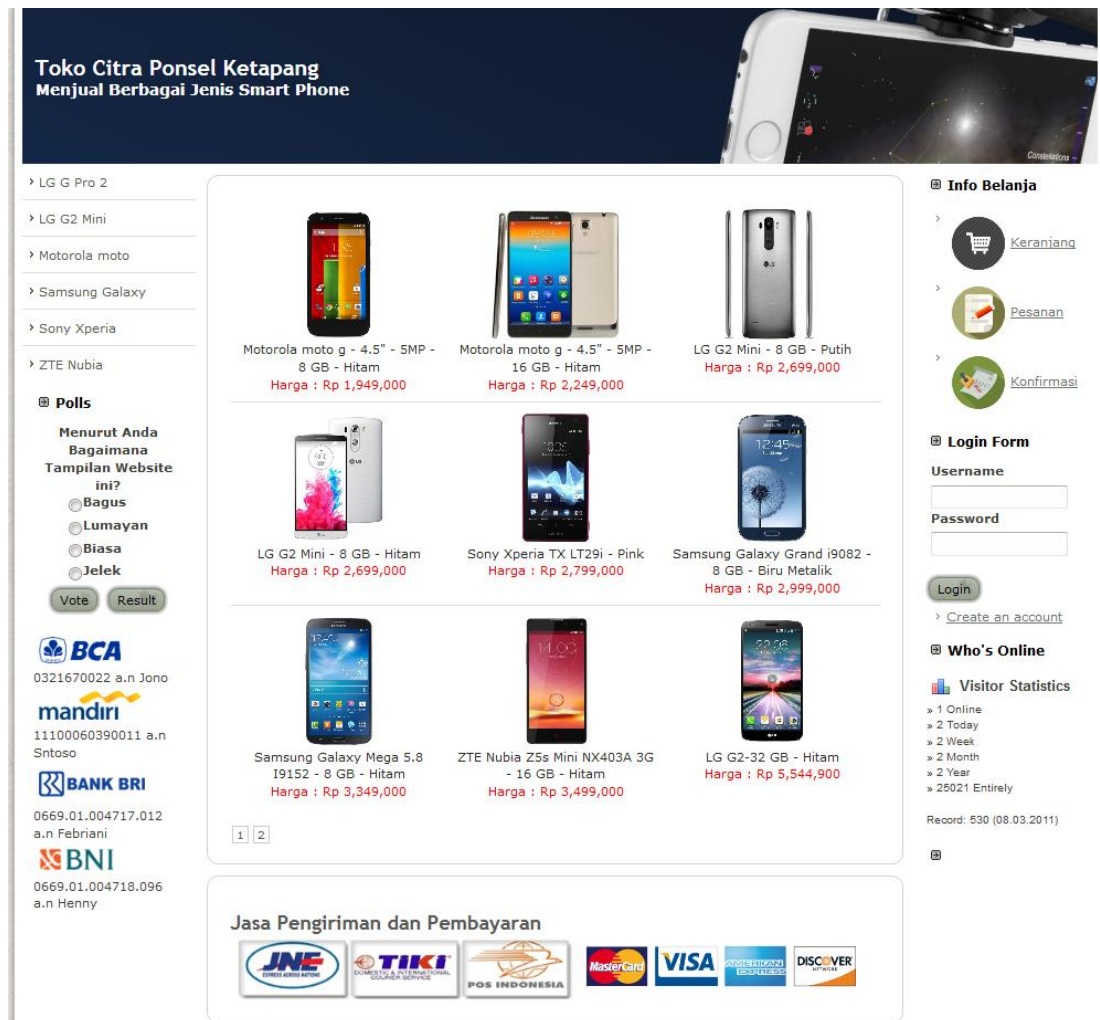 Toko Citra Ponsel Ketapang
Menjual Berbagai Jenis Smart Phone
Constellations
LG G Pro 2
LG G2 Mini
Motorola moto
Samsung Galaxy
Sony Xperia
ZTE Nubia
Polls
Menurut Anda
Bagaimana
Tampilan Website
ini?
Bagus
Lumayan
Biasa
Jelek
Vote Result
BCA
0321670022 a.n Jono
mandiri
11100060390011 a.n
Sntoso
BANK BRI
0669.01.004717.012
a.n Febriani
BNI
0669.01.004718.096
a.n Henny
Motorola moto g - 4.5" - 5MP -
8 GB - Hitam
Harga : Rp 1,949,000
Motorola moto g - 4.5" - 5MP -
16 GB - Hitam
Harga : Rp 2,249,000
LG G2 Mini - 8 GB - Putih
Harga : Rp 2,699,000
LG G2 Mini - 8 GB - Hitam
Harga : Rp 2,699,000
Sony Xperia TX LT29i - Pink
Harga : Rp 2,799,000
Samsung Galaxy Grand i9082 -
8 GB - Biru Metalik
Harga : Rp 2,999,000
Samsung Galaxy Mega 5.8
I9152 - 8 GB - Hitam
Harga : Rp 3,349,000
ZTE Nubia Z5s Mini NX403A 3G
- 16 GB - Hitam
Harga : Rp 3,499,000
LG G2-32 GB - Hitam
Harga : Rp 5,544,900
1 2
Jasa Pengiriman dan Pembayaran
JNE
EXPRESS ACROSS NATIONS
TIKI
DOMESTIC & INTERNATIONAL
COURIER SERVICE
POS INDONESIA
MasterCard
VISA
AMERICAN
EXPRESS
DISCOVER
NETWORK
Info Belanja
Keranjang
Pesanan
Konfirmasi
Login Form
Username
Password
Login
Create an account
Who's Online
Visitor Statistics
» 1 Online
» 2 Today
» 2 Week
» 2 Month
» 2 Year
» 25021 Entirely
Record: 530 (08.03.2011)